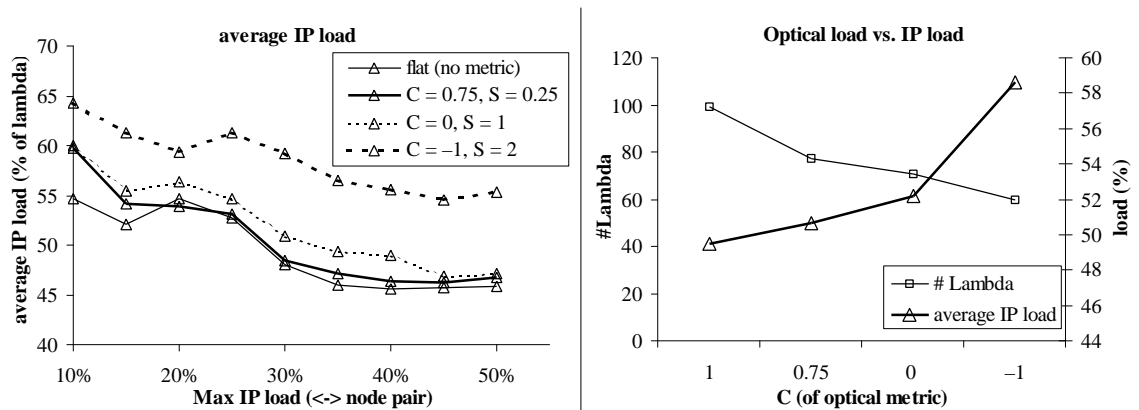 average IP load
average IP load (% of lambda)
70
65
60
55
50
45
40
flat (no metric)
C = 0.75, S = 0.25
C = 0, S = 1
C = –1, S = 2
10%
20%
30%
40%
50%
Max IP load (<-> node pair)
Optical load vs. IP load
#Lambda
120
100
80
60
40
20
0
60
58
56
54
52
50
48
46
44
load (%)
# Lambda
average IP load
1
0.75
0
–1
C (of optical metric)